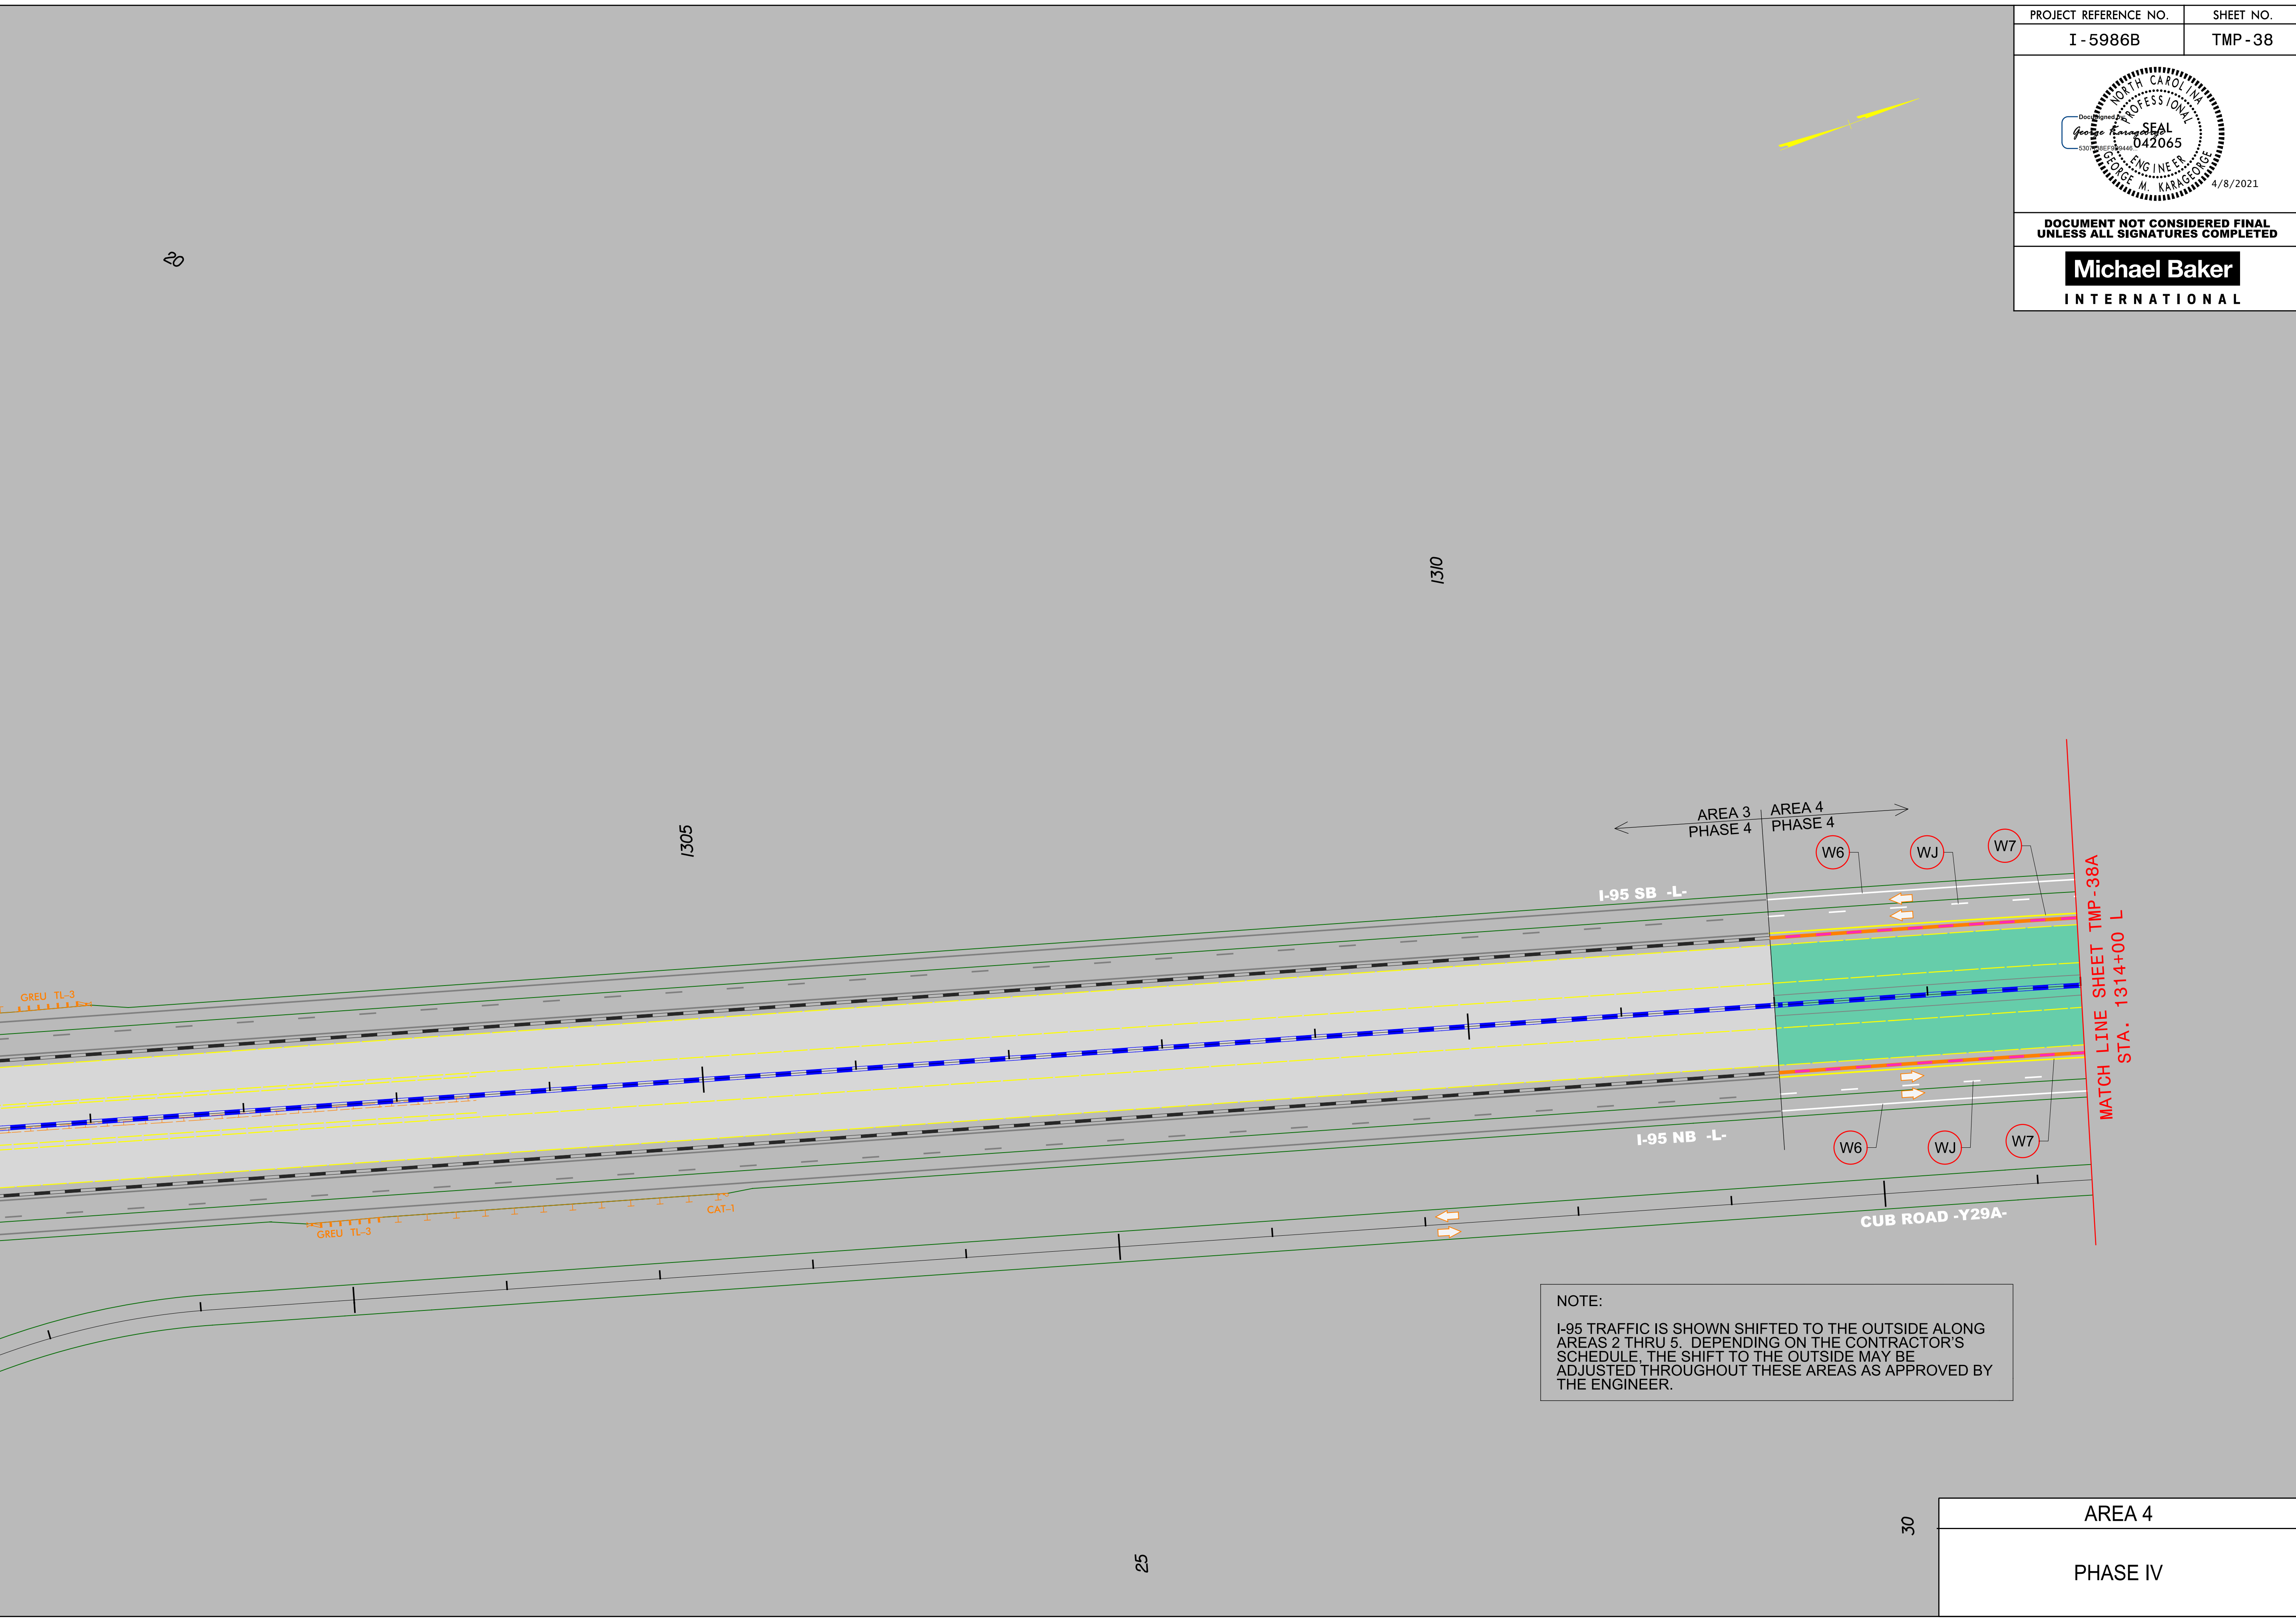 PROJECT REFERENCE NO. SHEET NO.
I-5986B TMP-38
NORTH CAROLINA
PROFESSIONAL
SEAL
042065
ENGINEER
GEORGE M. KARAGEORGE
George Karageorge
4/8/2021
DOCUMENT NOT CONSIDERED FINAL
UNLESS ALL SIGNATURES COMPLETED
Michael Baker
INTERNATIONAL
20
1310
1305
AREA 3 AREA 4
PHASE 4 PHASE 4
W6 WJ W7
I-95 SB -L-
MATCH LINE SHEET TMP-38A
STA. 1314+00 L
GREU TL-3
I-95 NB -L-
W6 WJ W7
CAT-1
GREU TL-3
CUB ROAD -Y29A-
NOTE:
I-95 TRAFFIC IS SHOWN SHIFTED TO THE OUTSIDE ALONG
AREAS 2 THRU 5. DEPENDING ON THE CONTRACTOR'S
SCHEDULE, THE SHIFT TO THE OUTSIDE MAY BE
ADJUSTED THROUGHOUT THESE AREAS AS APPROVED BY
THE ENGINEER.
25
30
AREA 4
PHASE IV